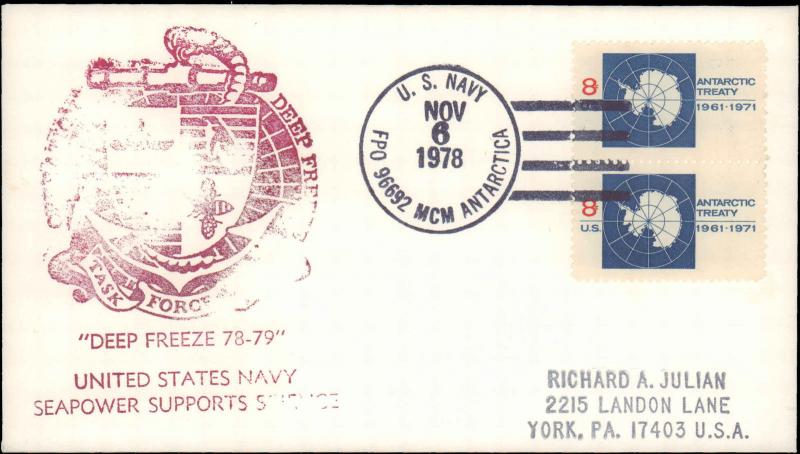 DEEP FREE
TASK FORCE
"DEEP FREEZE 78-79"
UNITED STATES NAVY
SEAPOWER SUPPORTS
U. S. NAVY
NOV
6
1978
FPO 96692 MCM ANTARCTICA
8¢
ANTARCTIC
TREATY
1961·1971
8¢
U.S.
ANTARCTIC
TREATY
1961·1971
RICHARD A. JULIAN
2215 LANDON LANE
YORK, PA. 17403 U.S.A.